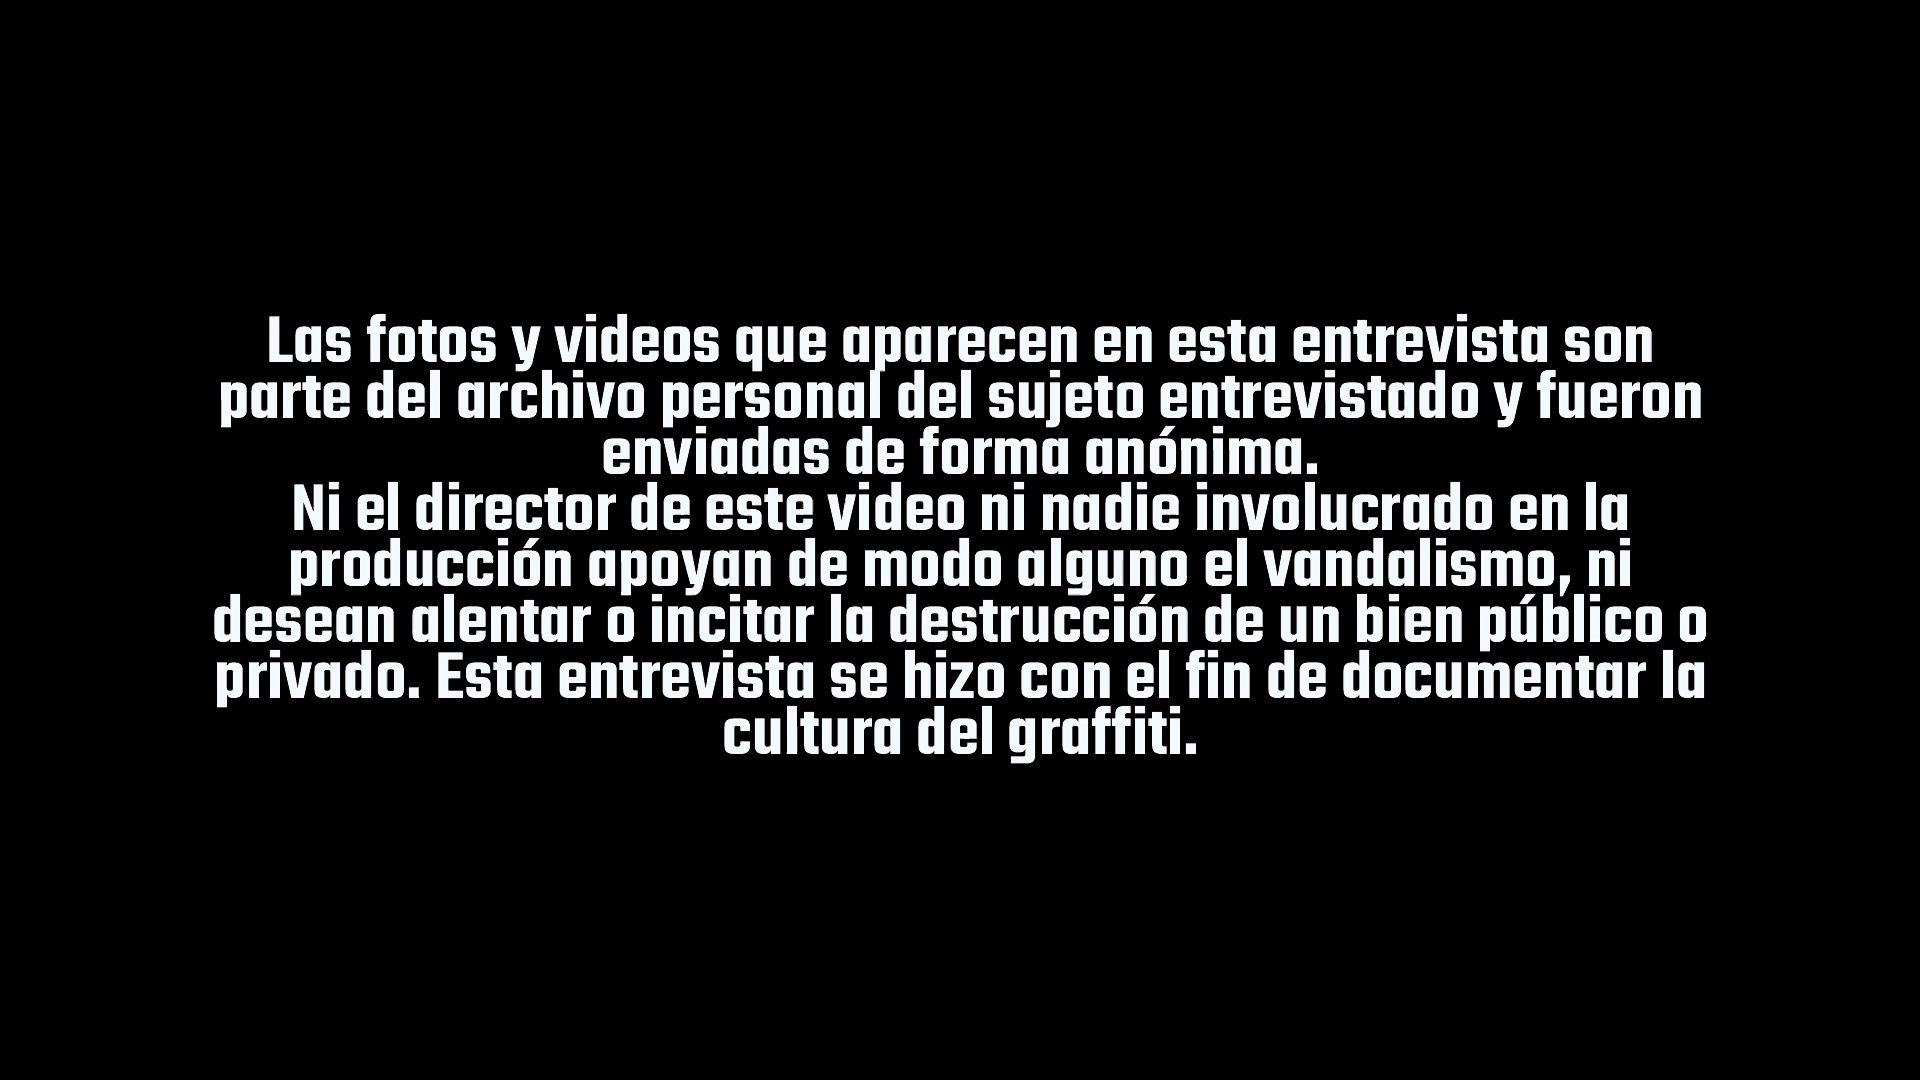 Las fotos y videos que aparecen en esta entrevista son
parte del archivo personal del sujeto entrevistado y fueron
enviadas de forma anónima.
Ni el director de este video ni nadie involucrado en la
producción apoyan de modo alguno el vandalismo, ni
desean alentar o incitar la destrucción de un bien público o
privado. Esta entrevista se hizo con el fin de documentar la
cultura del graffiti.